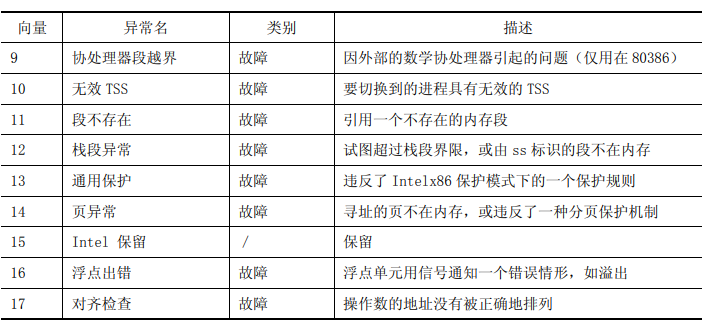 向量 异常名 类别 描述
9 协处理器段越界 故障 因外部的数学协处理器引起的问题（仅用在 80386）
10 无效 TSS 故障 要切换到的进程具有无效的 TSS
11 段不存在 故障 引用一个不存在的内存段
12 栈段异常 故障 试图超过栈段界限，或由 ss 标识的段不在内存
13 通用保护 故障 违反了 Intelx86 保护模式下的一个保护规则
14 页异常 故障 寻址的页不在内存，或违反了一种分页保护机制
15 Intel 保留 / 保留
16 浮点出错 故障 浮点单元用信号通知一个错误情形，如溢出
17 对齐检查 故障 操作数的地址没有被正确地排列